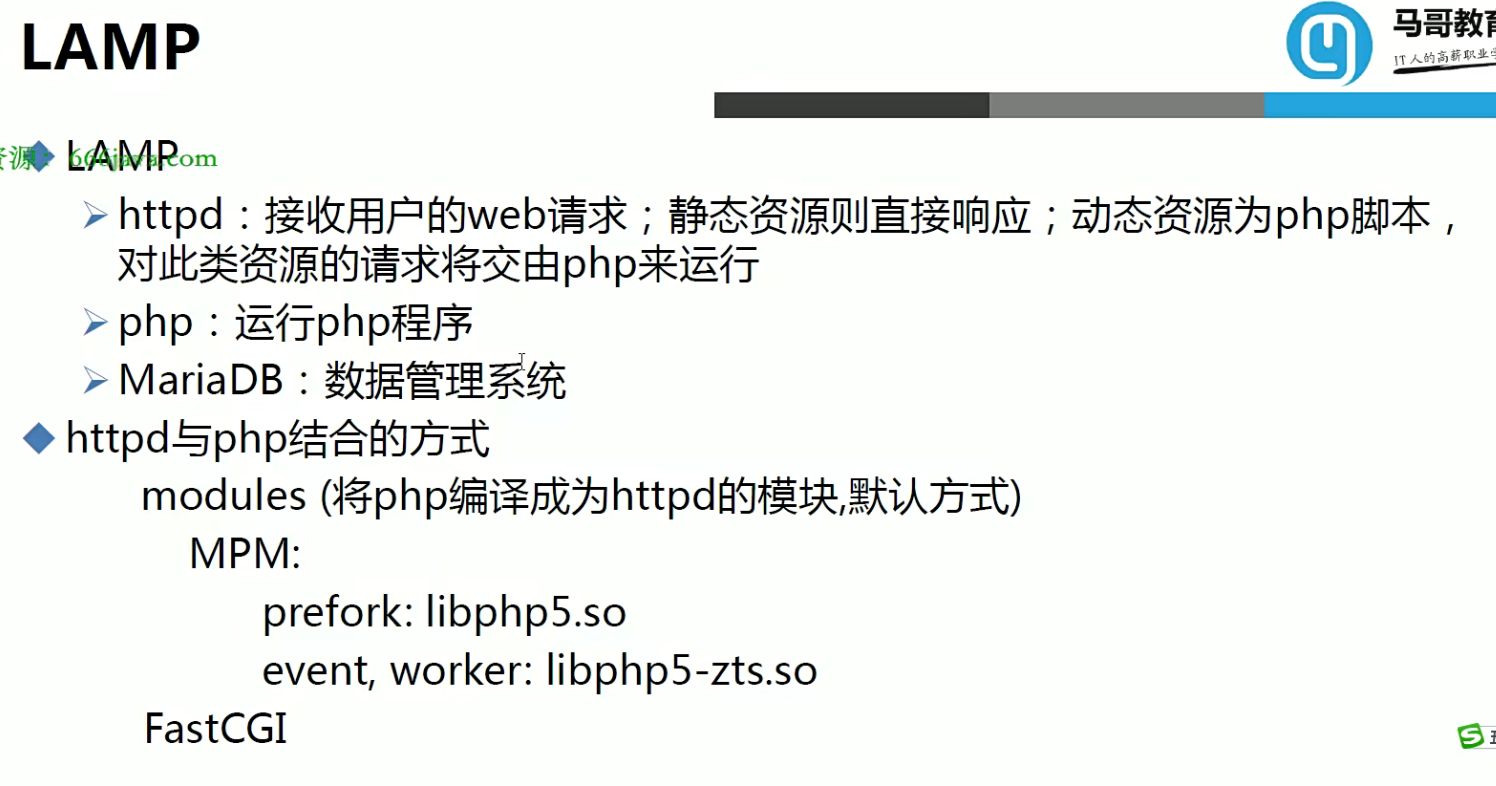 LAMP
马哥教育
IT人的高薪职业学
LAMP
资源：666java.com
httpd：接收用户的web请求；静态资源则直接响应；动态资源为php脚本，
对此类资源的请求将交由php来运行
php：运行php程序
MariaDB：数据管理系统
httpd与php结合的方式
modules (将php编译成为httpd的模块,默认方式)
MPM:
prefork: libphp5.so
event, worker: libphp5-zts.so
FastCGI